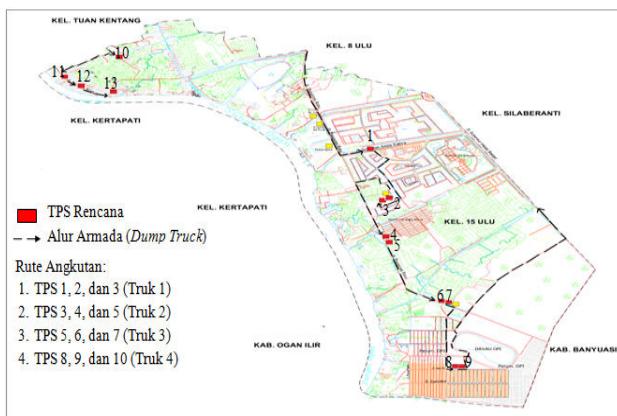 KEL. TUAN KENTANG
10
KEL. 8 ULU
11
12
13
KEL. SILABERANTI
KEL. KERTAPATI
1
KEL. KERTAPATI
2
3
KEL. 15 ULU
4
5
TPS Rencana
Alur Armada (Dump Truck)
Rute Angkutan:
1. TPS 1, 2, dan 3 (Truk 1)
2. TPS 3, 4, dan 5 (Truk 2)
3. TPS 5, 6, dan 7 (Truk 3)
4. TPS 8, 9, dan 10 (Truk 4)
6
7
KAB. OGAN ILIR
KAB. BANYUASI
8
9